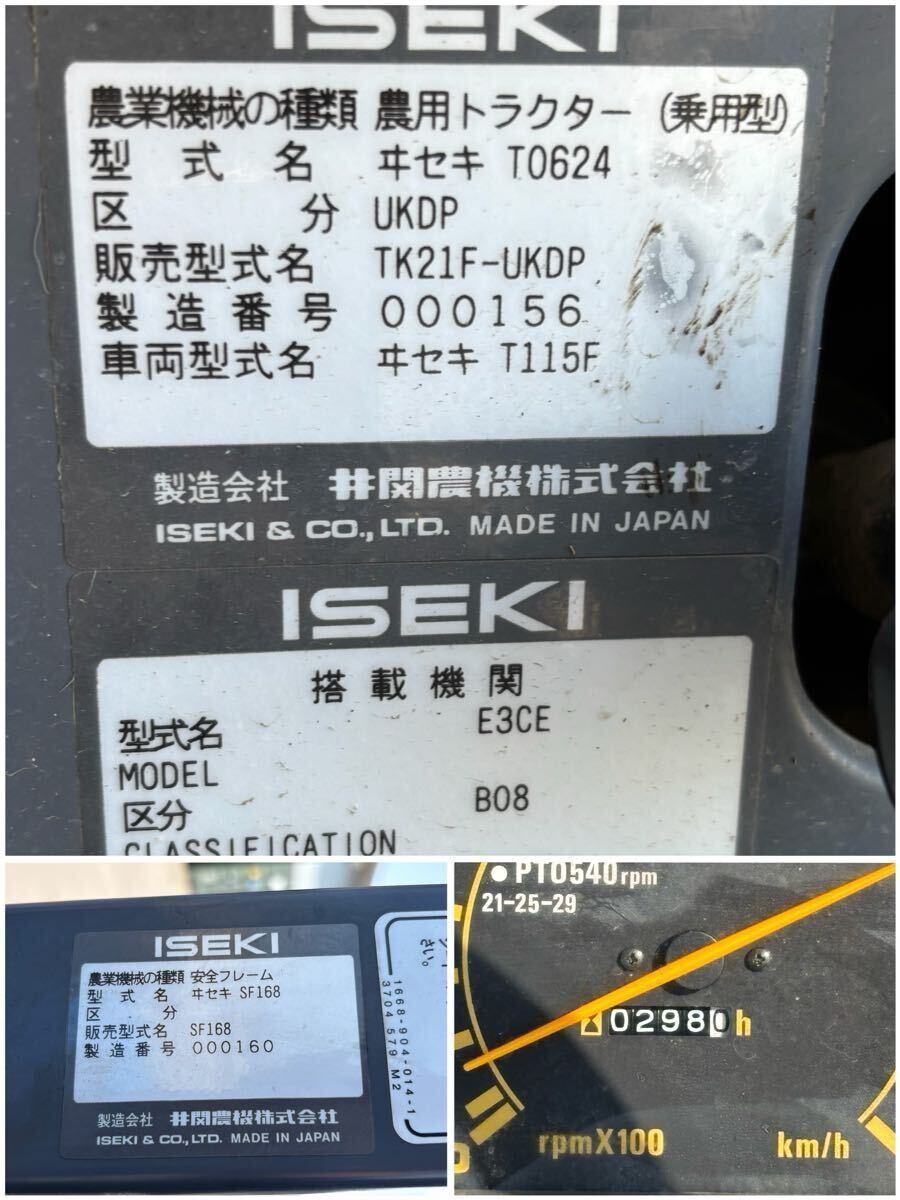 ISEKI
農業機械の種類 農用トラクター (乗用型)
型式名 ヰセキ T0624
区分 UKDP
販売型式名 TK21F-UKDP
製造番号 000156
車両型式名 ヰセキ T115F
製造会社 井関農機株式会社
ISEKI & CO.,LTD. MADE IN JAPAN
ISEKI
搭載機関
型式名 E3CE
MODEL
区分 B08
CLASSIFICATION
ISEKI
農業機械の種類 安全フレーム
型式名 ヰセキ SF168
区分
販売型式名 SF168
製造番号 000160
製造会社 井関農機株式会社
ISEKI & CO., LTD. MADE IN JAPAN
さい。
1668-904-014-1
3704 579-M2
PTO540rpm
21-25-29
02980h
rpmX100
km/h